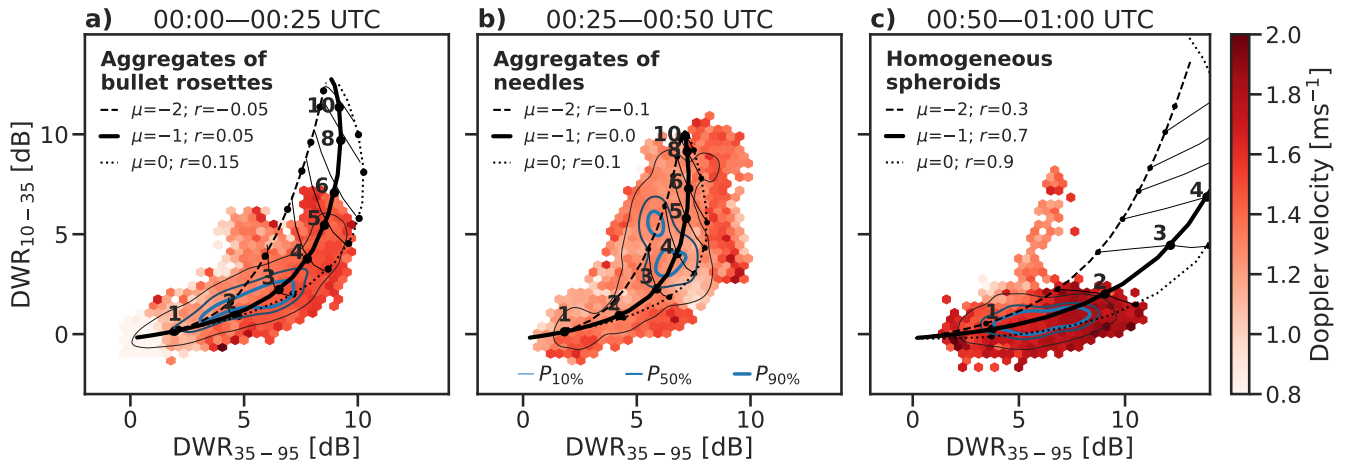 a) 00:00—00:25 UTC
Aggregates of
bullet rosettes
μ=−2; r=−0.05
μ=−1; r=0.05
μ=0; r=0.15
10
8
6
5
4
3
2
1
DWR10−35 [dB]
10
5
0
0 5 10
DWR35−95 [dB]
b) 00:25—00:50 UTC
Aggregates of
needles
μ=−2; r=−0.1
μ=−1; r=0.0
μ=0; r=0.1
10
8
6
5
4
3
2
1
P10% P50% P90%
0 5 10
DWR35−95 [dB]
c) 00:50—01:00 UTC
Homogeneous
spheroids
μ=−2; r=0.3
μ=−1; r=0.7
μ=0; r=0.9
4
3
2
1
0 5 10
DWR35−95 [dB]
2.0
1.8
1.6
1.4
1.2
1.0
0.8
Doppler velocity [ms−1]